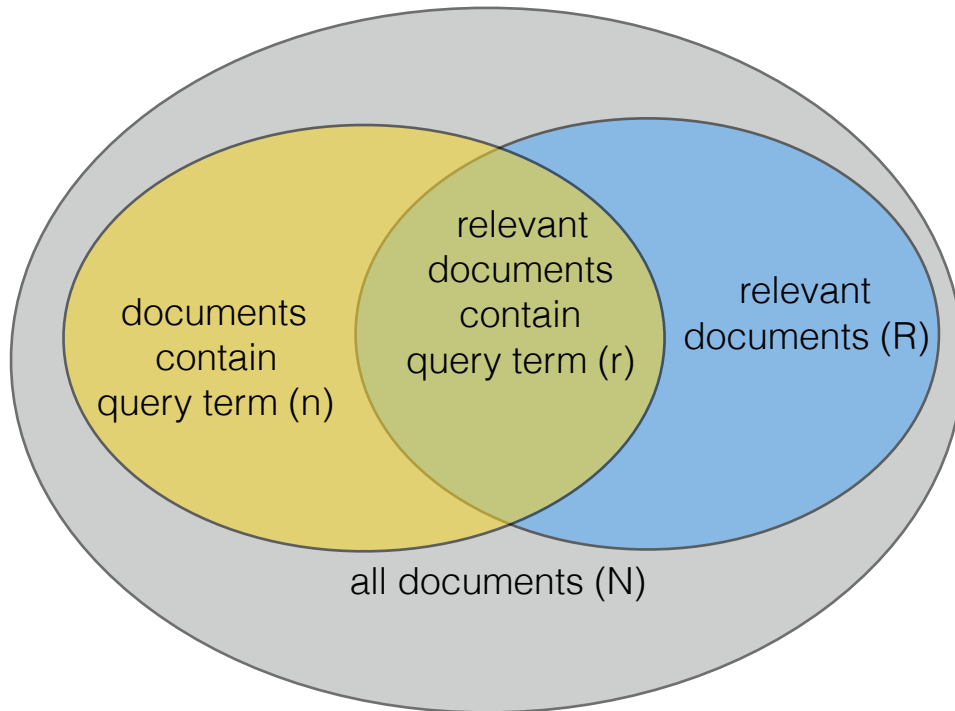 documents
contain
query term (n)
relevant
documents
contain
query term (r)
relevant
documents (R)
all documents (N)